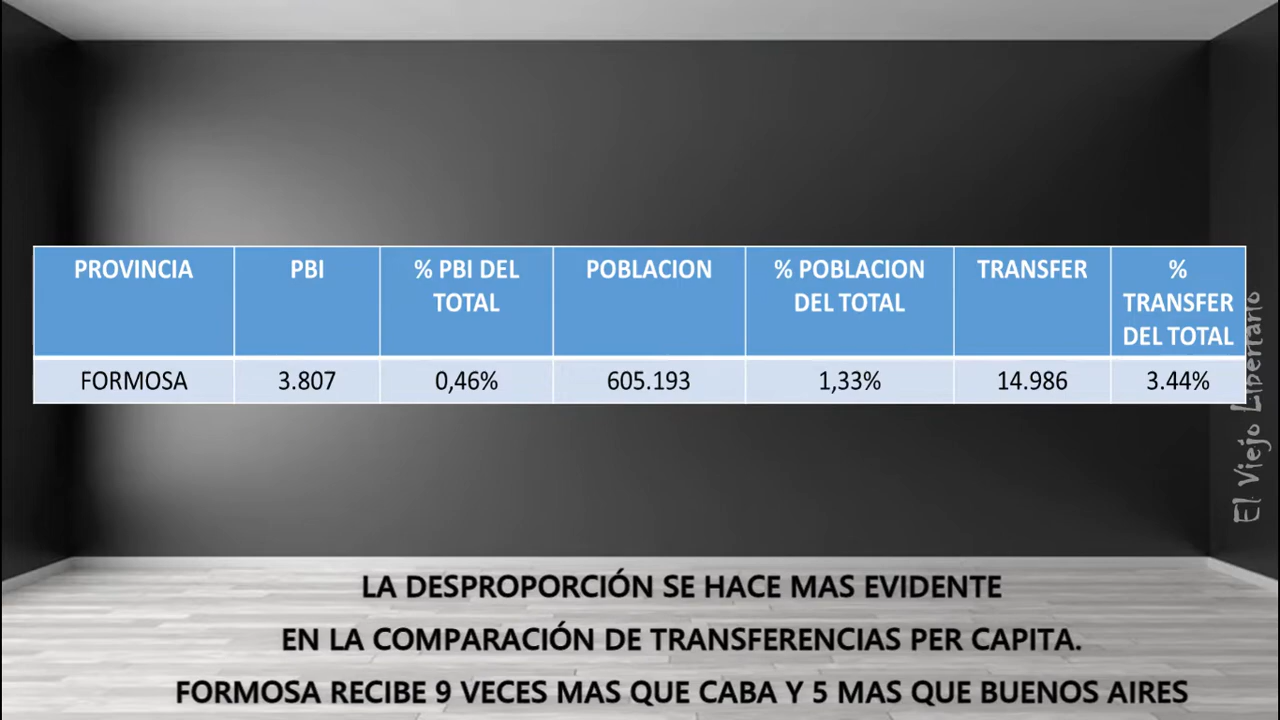 PROVINCIA PBI % PBI DEL TOTAL POBLACION % POBLACION DEL TOTAL TRANSFER % TRANSFER DEL TOTAL
FORMOSA 3.807 0,46% 605.193 1,33% 14.986 3.44%
El Viejo Libertario
LA DESPROPORCIÓN SE HACE MAS EVIDENTE
EN LA COMPARACIÓN DE TRANSFERENCIAS PER CAPITA.
FORMOSA RECIBE 9 VECES MAS QUE CABA Y 5 MAS QUE BUENOS AIRES